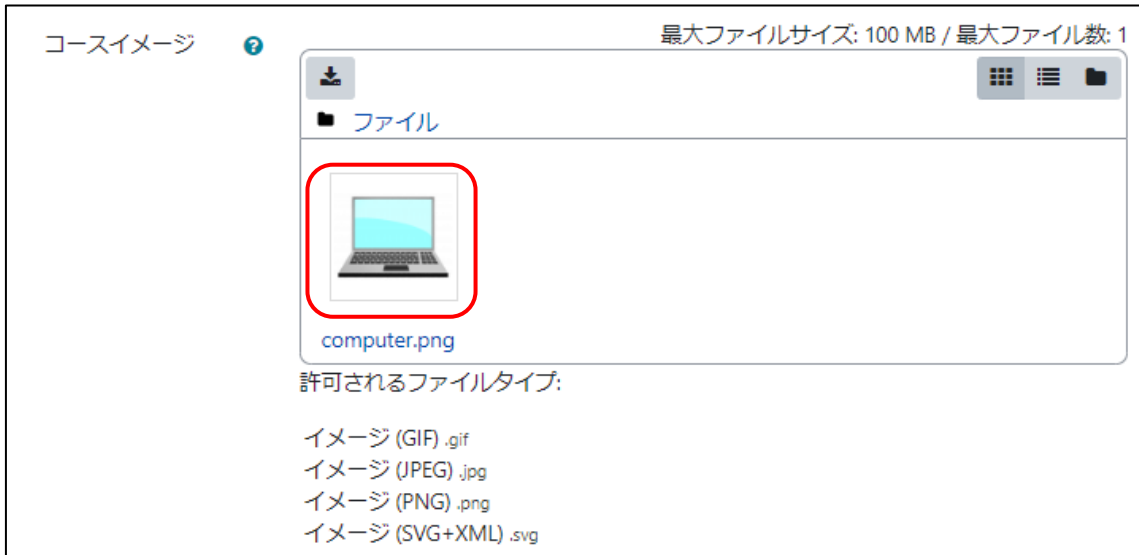 コースイメージ
最大ファイルサイズ: 100 MB / 最大ファイル数: 1
ファイル
computer.png
許可されるファイルタイプ:
イメージ (GIF) .gif
イメージ (JPEG) .jpg
イメージ (PNG) .png
イメージ (SVG+XML) .svg